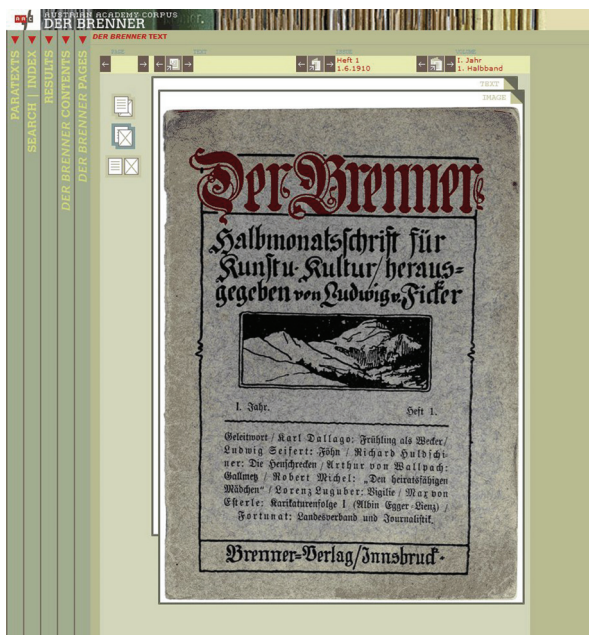 aac AUSTRIAN ACADEMY CORPUS
DER BRENNER
PARATEXTS
SEARCH | INDEX
RESULTS
DER BRENNER CONTENTS
DER BRENNER PAGES
DER BRENNER TEXT
PAGE
TEXT
ISSUE
VOLUME
Heft 1
1.6.1910
I. Jahr
1. Halbband
TEXT
IMAGE
Der Brenner
Halbmonatsschrift für
Kunst u. Kultur/heraus-
gegeben von Ludwig v. Ficker
I. Jahr. Heft 1.
Geleitwort / Karl Dallago: Frühling als Wecker/
Ludwig Seifert: Föhn / Richard Huldschi-
ner: Die Heuschrecken / Arthur von Wallpach:
Gallmetz / Robert Michel: „Den heiratsfähigen
Mädchen“ / Lorenz Luguber: Vigilie / Max von
Esterle: Karikaturenfolge I (Albin Egger-Lienz) /
Fortunat: Landesverband und Journalistik.
Brenner-Verlag/Innsbruck.